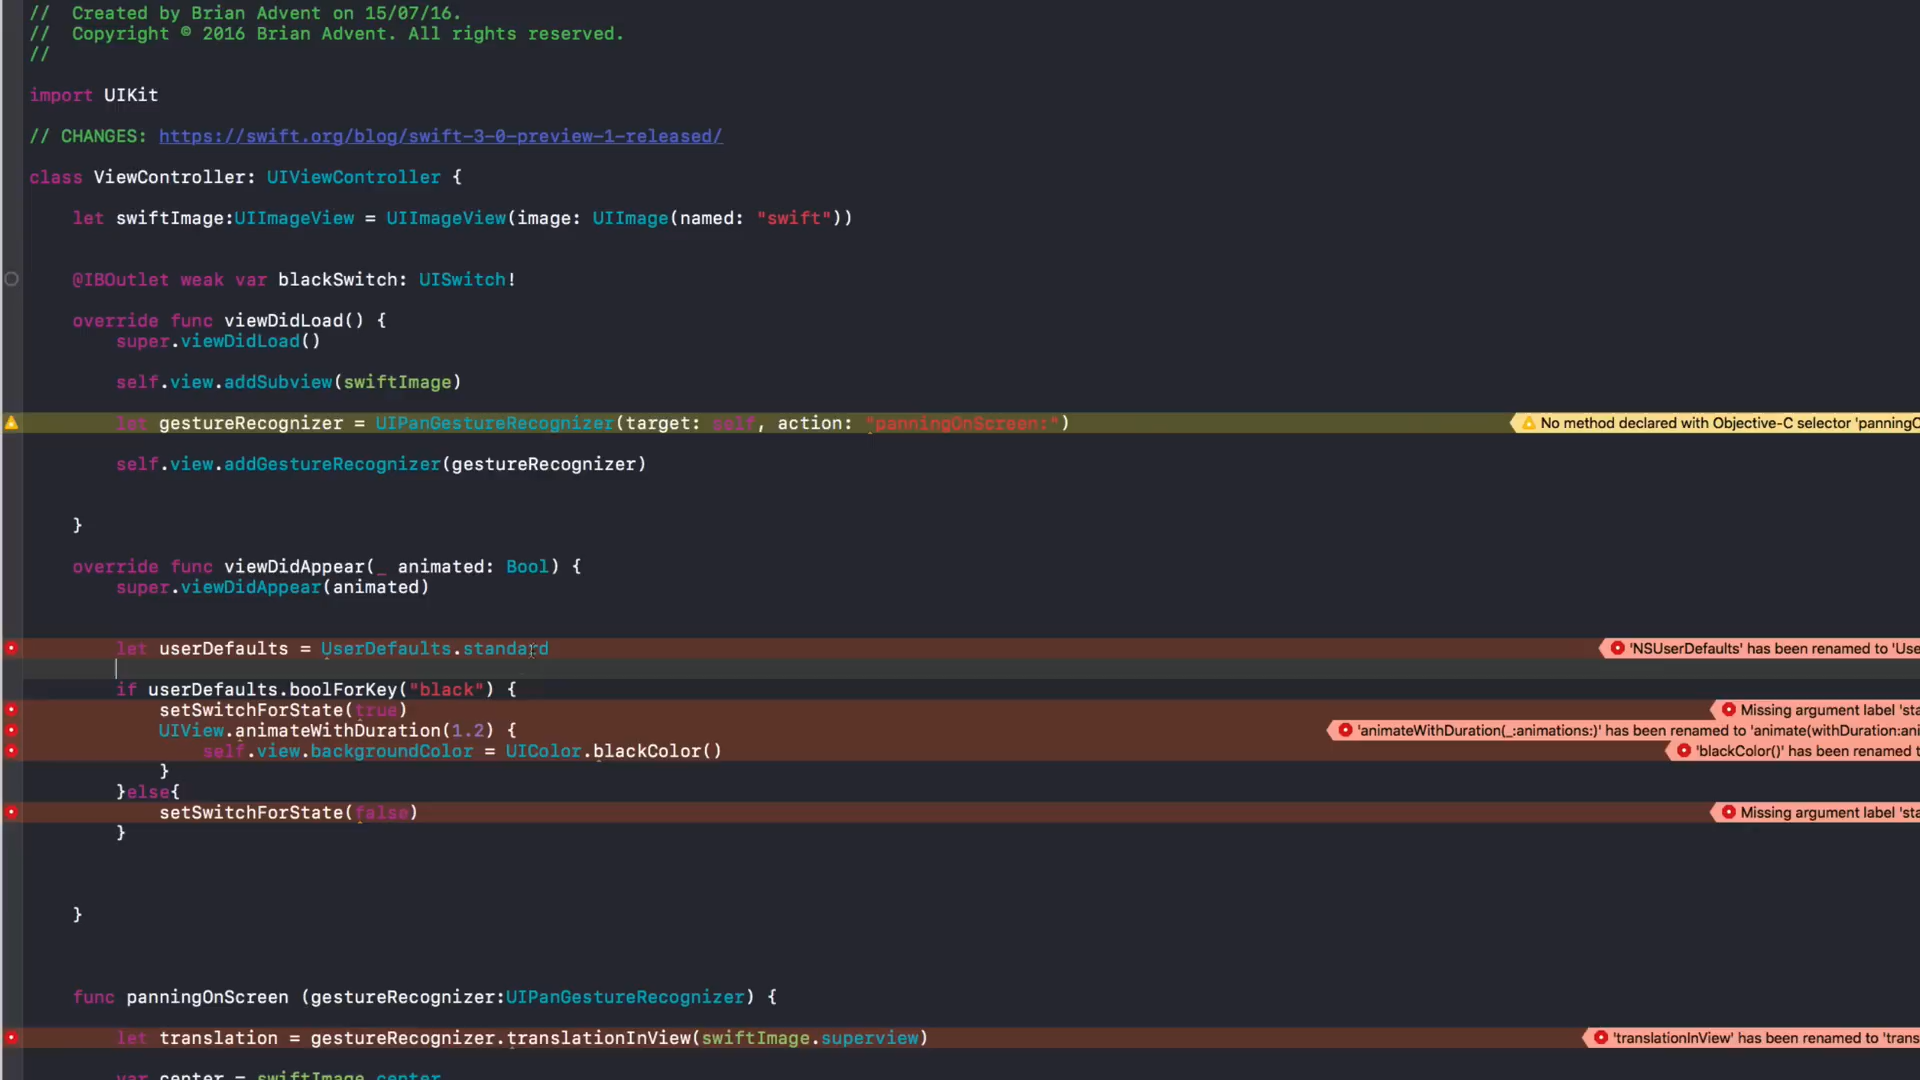 //  Created by Brian Advent on 15/07/16.
//  Copyright © 2016 Brian Advent. All rights reserved.
//
import UIKit
// CHANGES: https://swift.org/blog/swift-3-0-preview-1-released/
class ViewController: UIViewController {
let swiftImage:UIImageView = UIImageView(image: UIImage(named: "swift"))
@IBOutlet weak var blackSwitch: UISwitch!
override func viewDidLoad() {
super.viewDidLoad()
self.view.addSubview(swiftImage)
let gestureRecognizer = UIPanGestureRecognizer(target: self, action: "panningOnScreen:") No method declared with Objective-C selector 'panningO
self.view.addGestureRecognizer(gestureRecognizer)
}
override func viewDidAppear(_ animated: Bool) {
super.viewDidAppear(animated)
let userDefaults = UserDefaults.standard 'NSUserDefaults' has been renamed to 'Use
if userDefaults.boolForKey("black") {
setSwitchForState(true) Missing argument label 'sta
UIView.animateWithDuration(1.2) { 'animateWithDuration(_:animations:)' has been renamed to 'animate(withDuration:ani
self.view.backgroundColor = UIColor.blackColor() 'blackColor()' has been renamed t
}
}else{
setSwitchForState(false) Missing argument label 'sta
}
}
func panningOnScreen (gestureRecognizer:UIPanGestureRecognizer) {
let translation = gestureRecognizer.translationInView(swiftImage.superview) 'translationInView' has been renamed to 'trans
var center = swiftImage.center